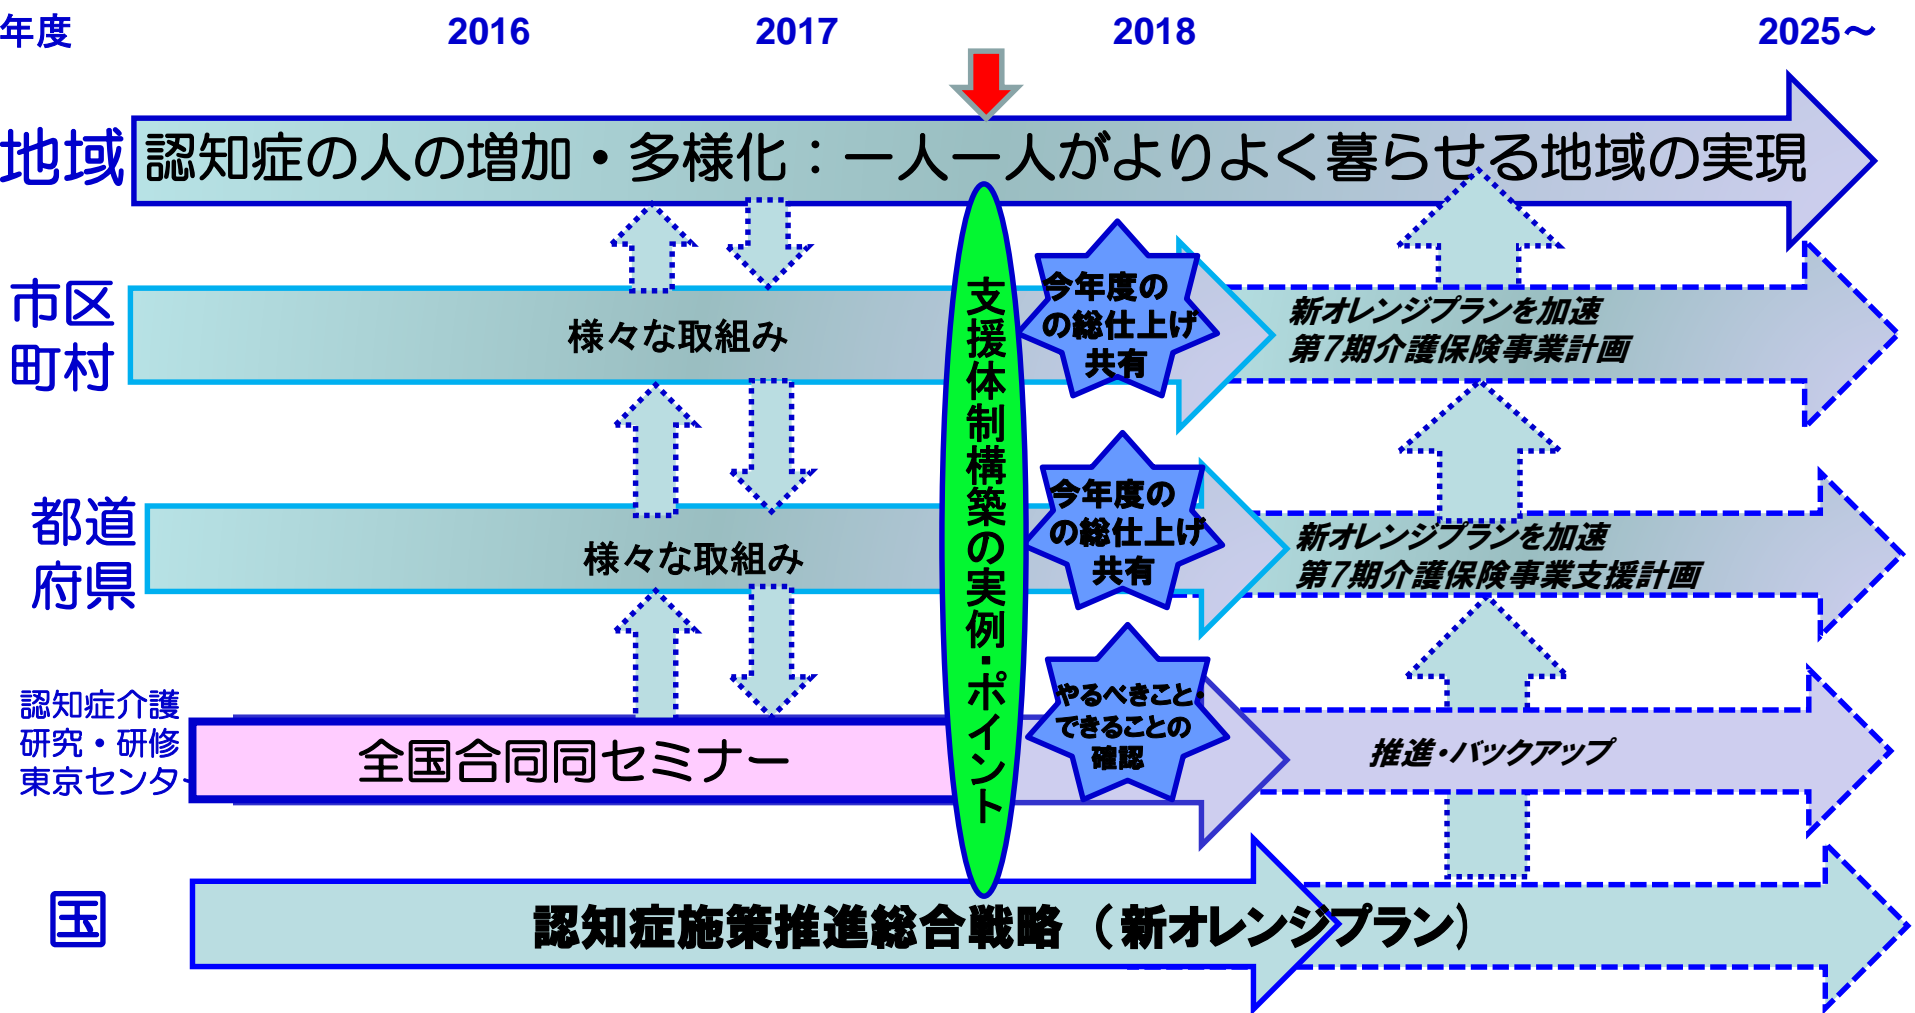 年度 2016 2017 2018 2025～
地域
認知症の人の増加・多様化：一人一人がよりよく暮らせる地域の実現
市区
町村
様々な取組み
支援体制構築の実例・ポイント
今年度の
の総仕上げ
共有
新オレンジプランを加速
第7期介護保険事業計画
都道
府県
様々な取組み
今年度の
の総仕上げ
共有
新オレンジプランを加速
第7期介護保険事業支援計画
認知症介護
研究・研修
東京センター
全国合同同セミナー
やるべきこと・
できることの
確認
推進・バックアップ
国
認知症施策推進総合戦略（新オレンジプラン）